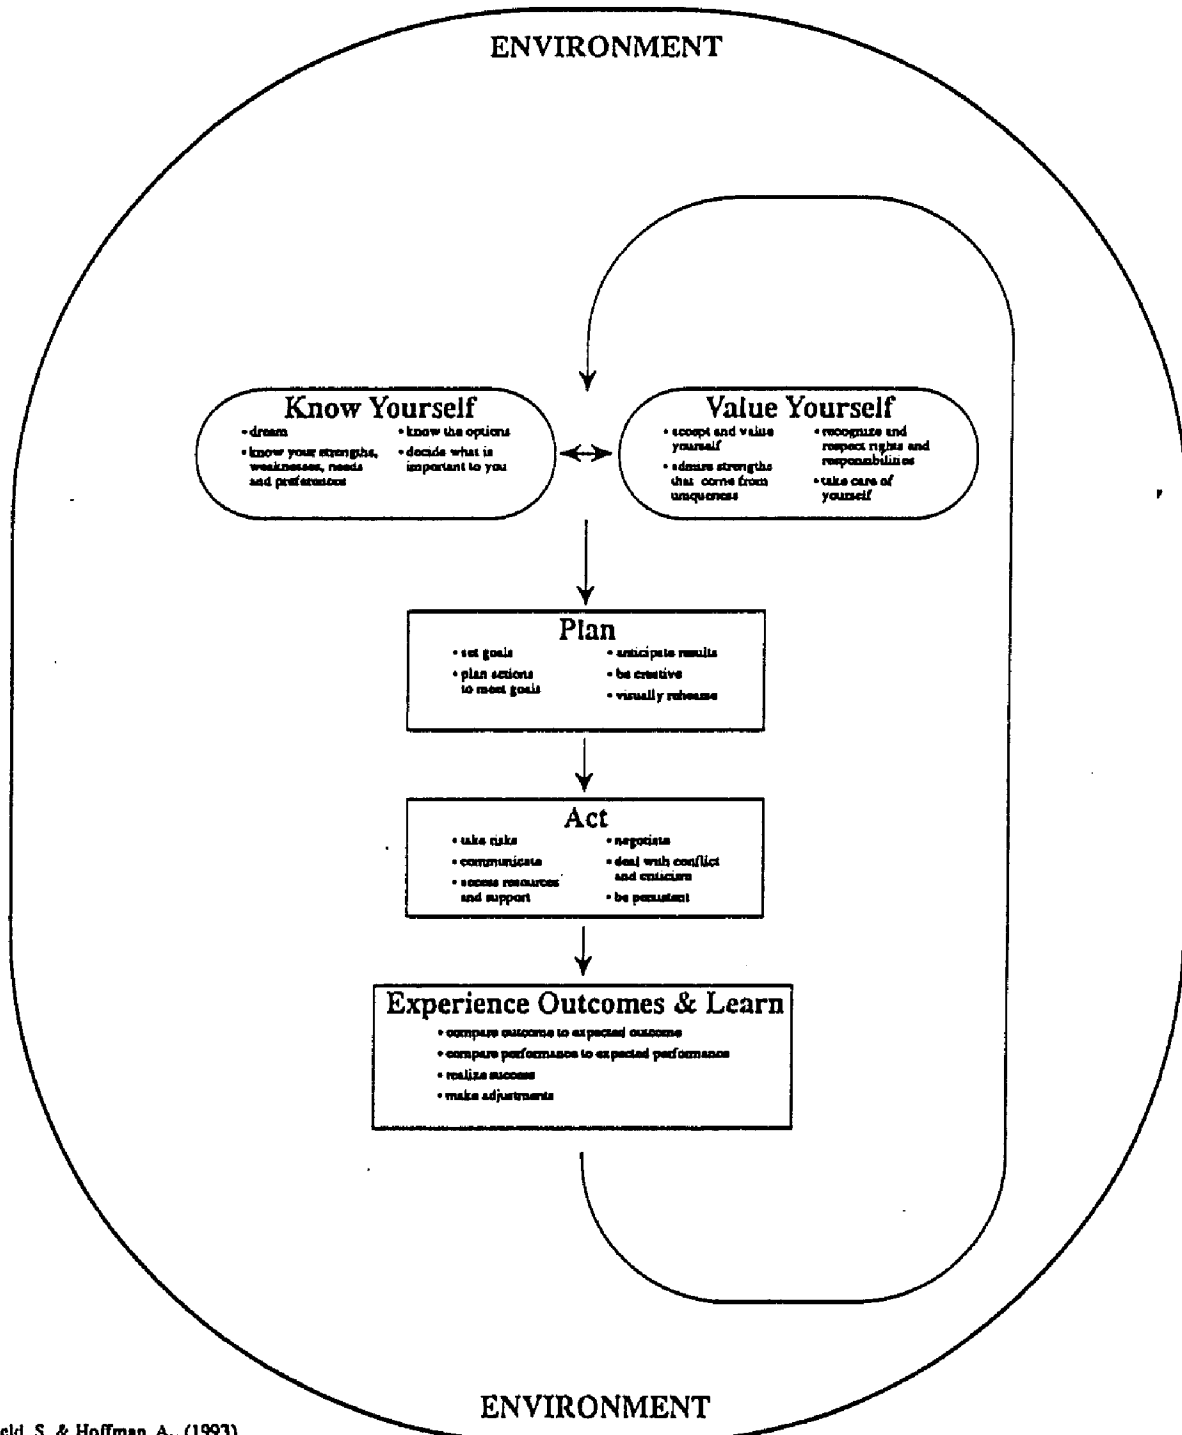 ENVIRONMENT
Know Yourself
• dream
• know your strengths,
weaknesses, needs
and preferences
• know the options
• decide what is
important to you
Value Yourself
• accept and value
yourself
• admire strengths
that come from
uniqueness
• recognize and
respect rights and
responsibilities
• take care of
yourself
Plan
• set goals
• plan actions
to meet goals
• anticipate results
• be creative
• visually rehearse
Act
• take risks
• communicate
• access resources
and support
• negotiate
• deal with conflict
and criticism
• be persistent
Experience Outcomes & Learn
• compare outcome to expected outcome
• compare performance to expected performance
• realize success
• make adjustments
ENVIRONMENT
S. & Hoffman A., (1993)